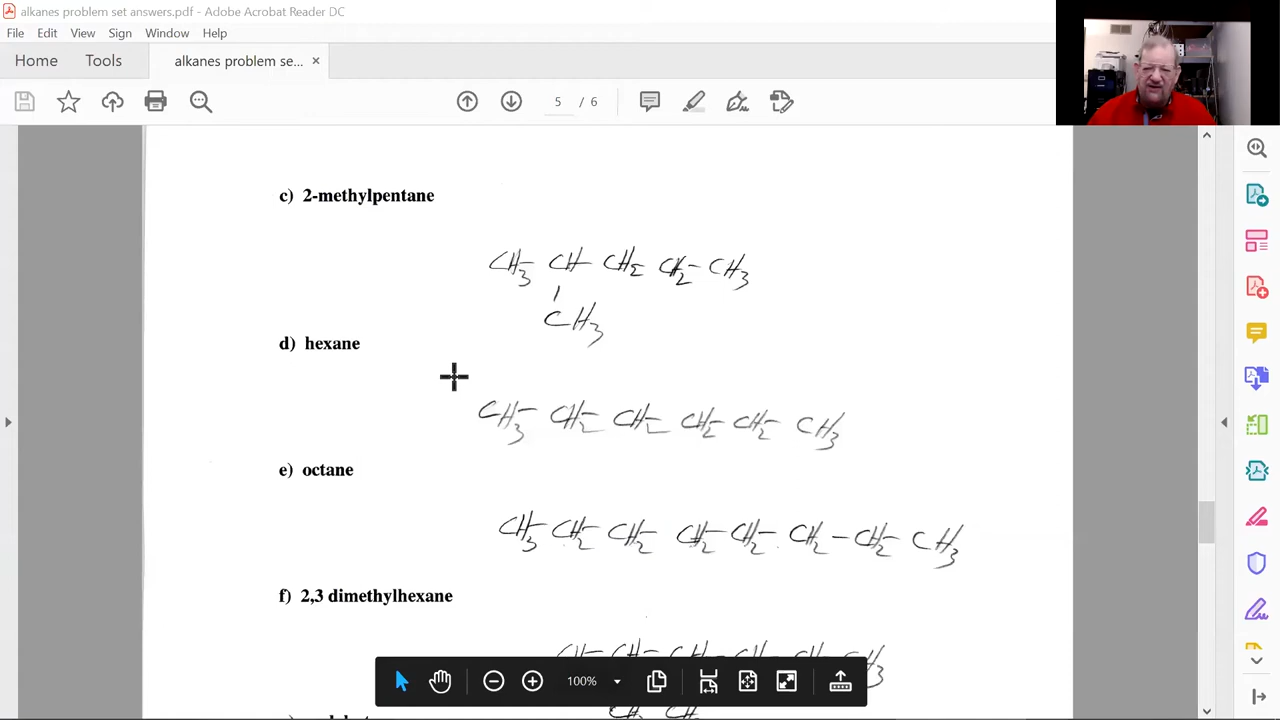 alkanes problem set answers.pdf - Adobe Acrobat Reader DC
File Edit View Sign Window Help
Home Tools alkanes problem se... ×
5 / 6
c) 2-methylpentane
CH3 CH CH2 CH2-CH3
CH3
d) hexane
CH3 CH2 CH2 CH2 CH2 CH3
e) octane
CH3 CH2 CH2 CH2 CH2 CH2-CH2 CH3
f) 2,3 dimethylhexane
100%